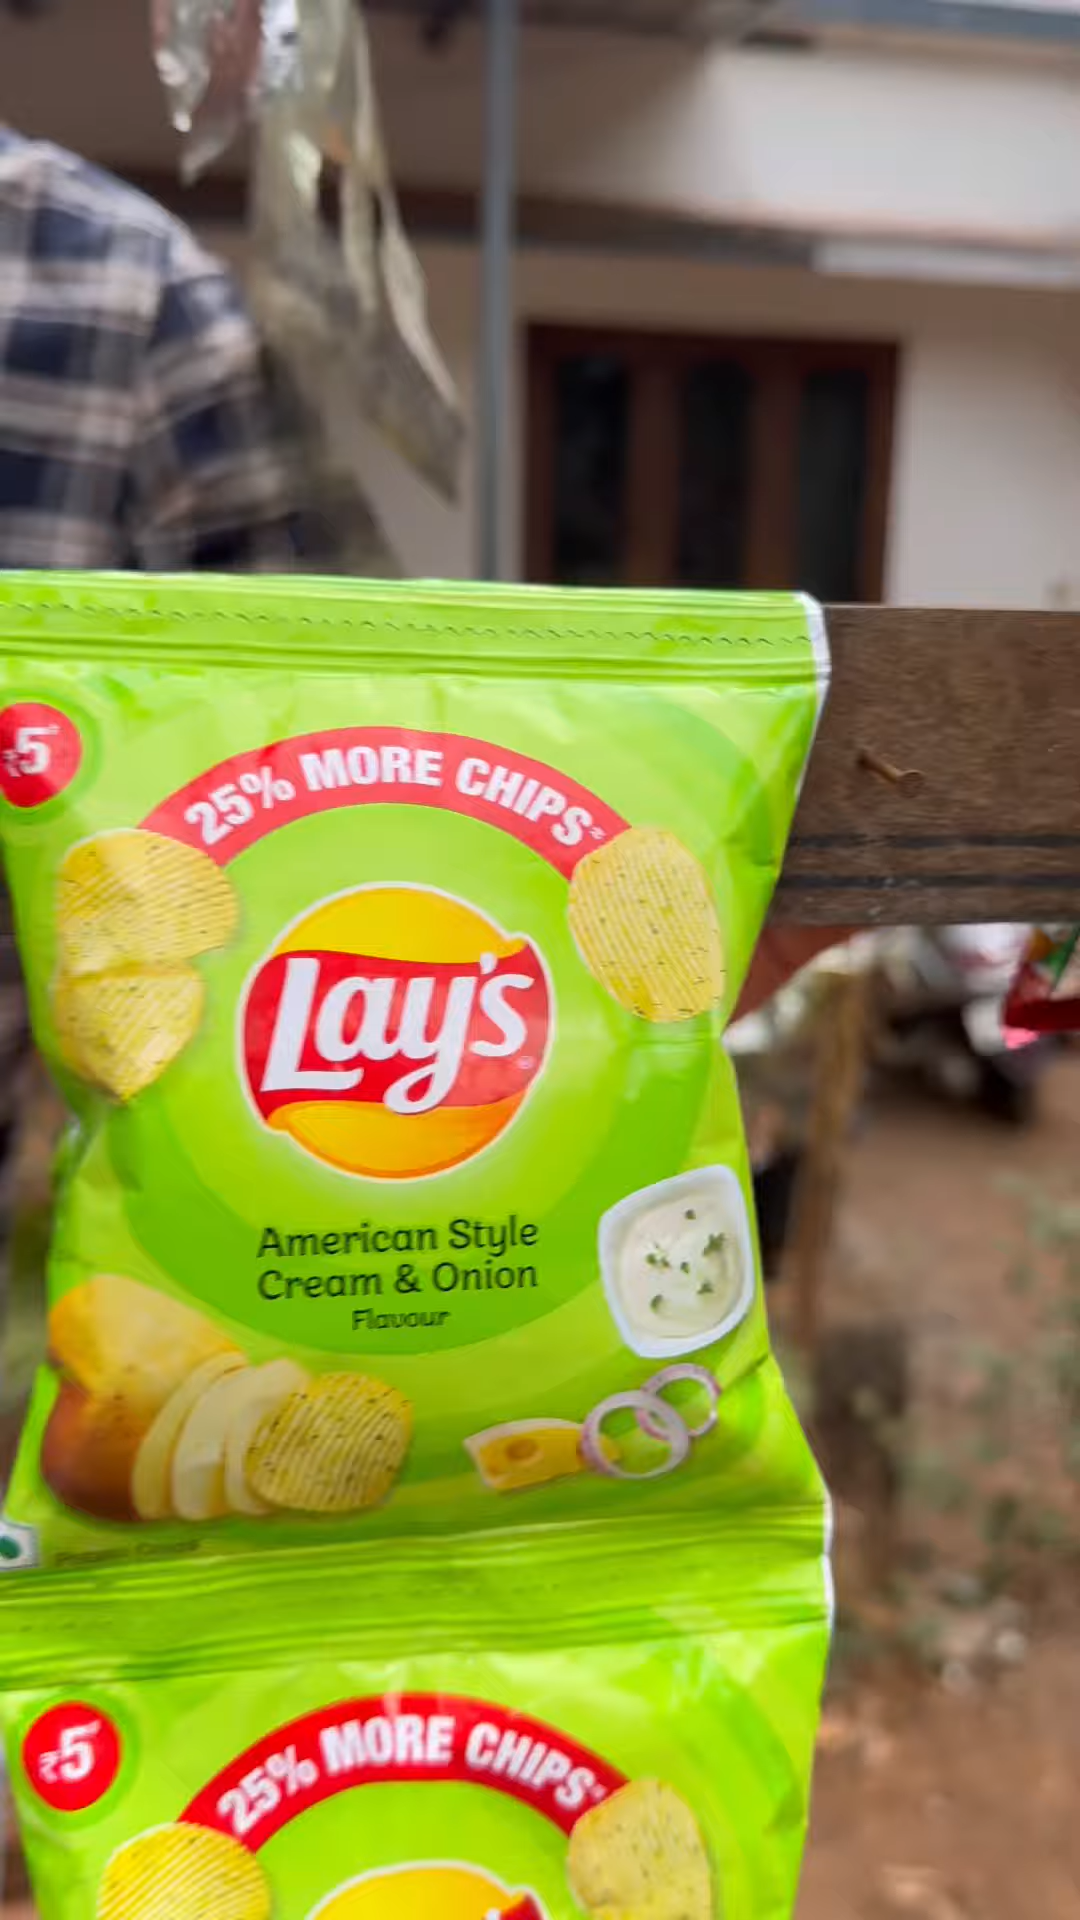 ₹5
25% MORE CHIPS
Lay's
American Style
Cream & Onion
Flavour
₹5
25% MORE CHIPS